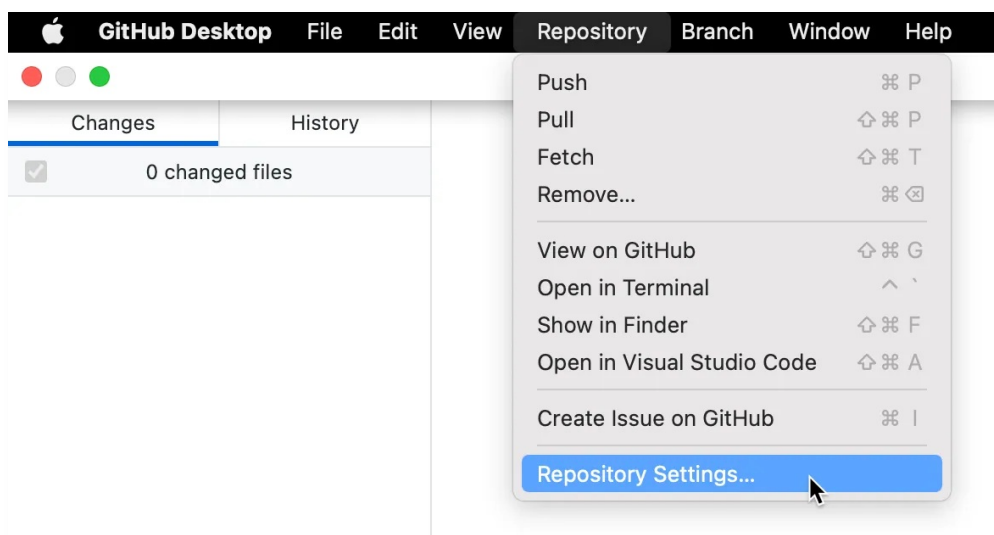 GitHub Desktop File Edit View Repository Branch Window Help
Changes History
0 changed files
Push ⌘ P
Pull ⇧ ⌘ P
Fetch ⇧ ⌘ T
Remove... ⌘ ⌫
View on GitHub ⇧ ⌘ G
Open in Terminal ⌃ `
Show in Finder ⇧ ⌘ F
Open in Visual Studio Code ⇧ ⌘ A
Create Issue on GitHub ⌘ I
Repository Settings...